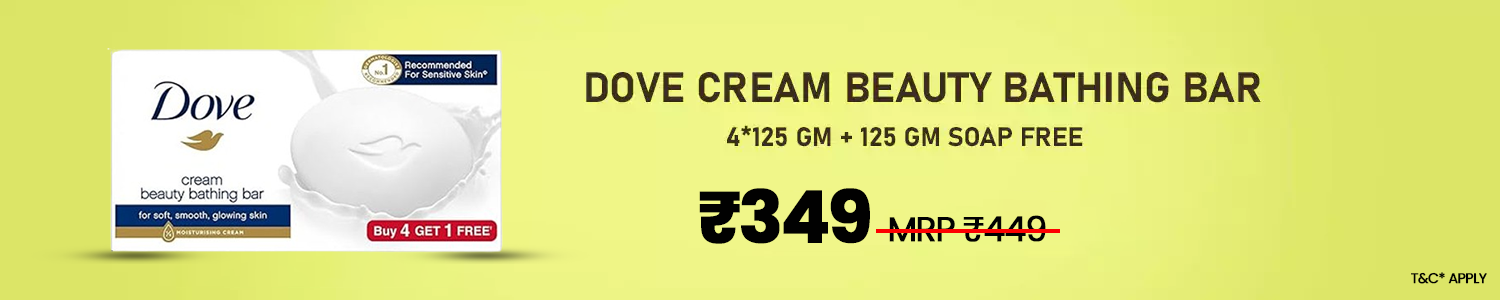 No.1
Recommended
For Sensitive Skin*
Dove
cream
beauty bathing bar
for soft, smooth, glowing skin
¼ MOISTURISING CREAM
Buy 4 GET 1 FREE*
DOVE CREAM BEAUTY BATHING BAR
4*125 GM + 125 GM SOAP FREE
₹349 MRP ₹449
T&C* APPLY